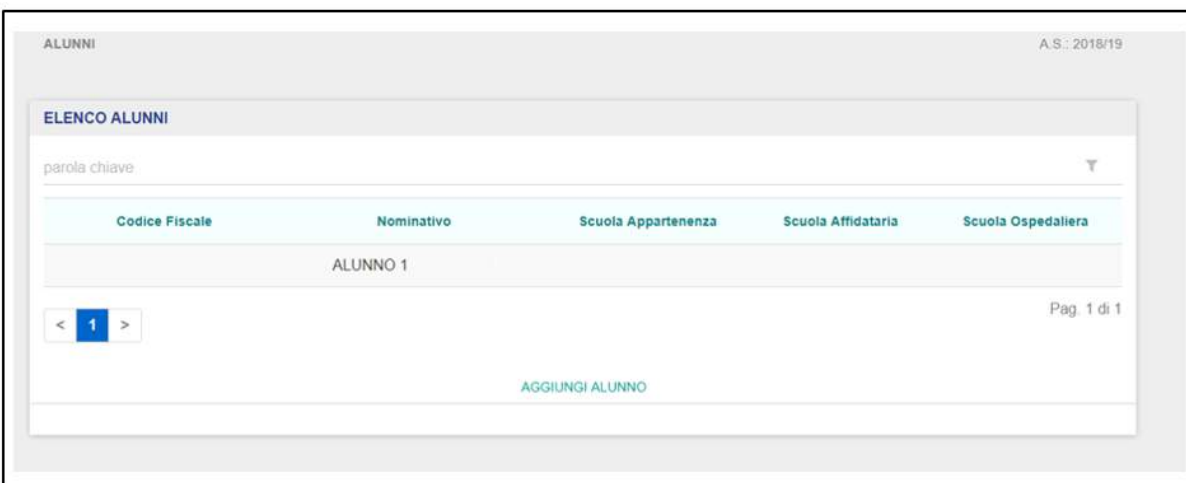 ALUNNI A.S.: 2018/19
ELENCO ALUNNI
parola chiave
Codice Fiscale Nominativo Scuola Appartenenza Scuola Affidataria Scuola Ospedaliera
ALUNNO 1
< 1 > Pag. 1 di 1
AGGIUNGI ALUNNO